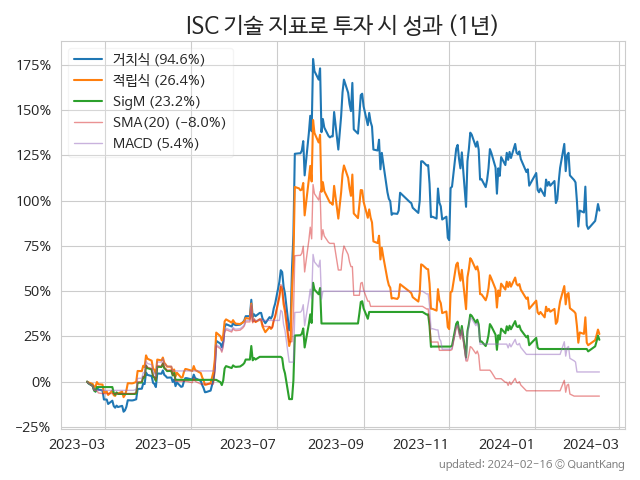 ISC 기술 지표로 투자 시 성과 (1년)
거치식 (94.6%)
적립식 (26.4%)
SigM (23.2%)
SMA(20) (−8.0%)
MACD (5.4%)
175%
150%
125%
100%
75%
50%
25%
0%
−25%
2023-03 2023-05 2023-07 2023-09 2023-11 2024-01 2024-03
updated: 2024-02-16 © QuantKang